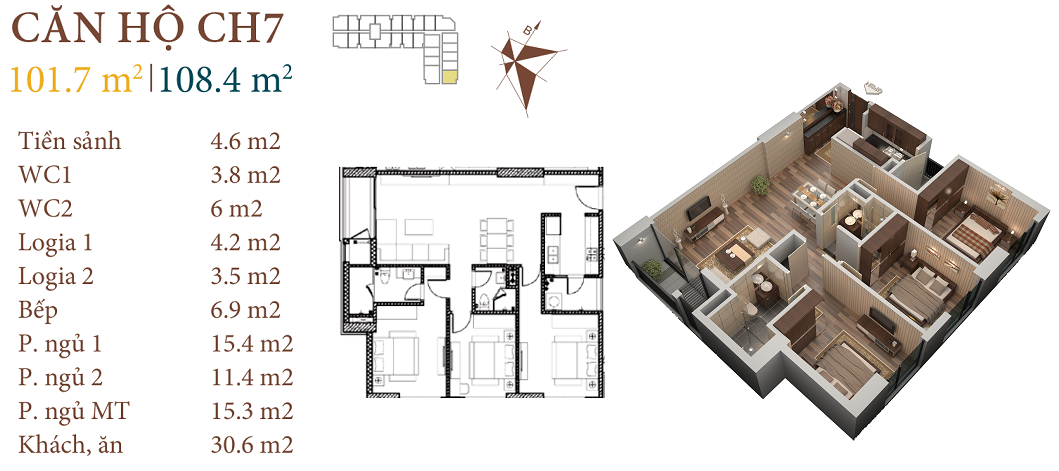 CĂN HỘ CH7
101.7 m² | 108.4 m²
Tiền sảnh 4.6 m2
WC1 3.8 m2
WC2 6 m2
Logia 1 4.2 m2
Logia 2 3.5 m2
Bếp 6.9 m2
P. ngủ 1 15.4 m2
P. ngủ 2 11.4 m2
P. ngủ MT 15.3 m2
Khách, ăn 30.6 m2
B